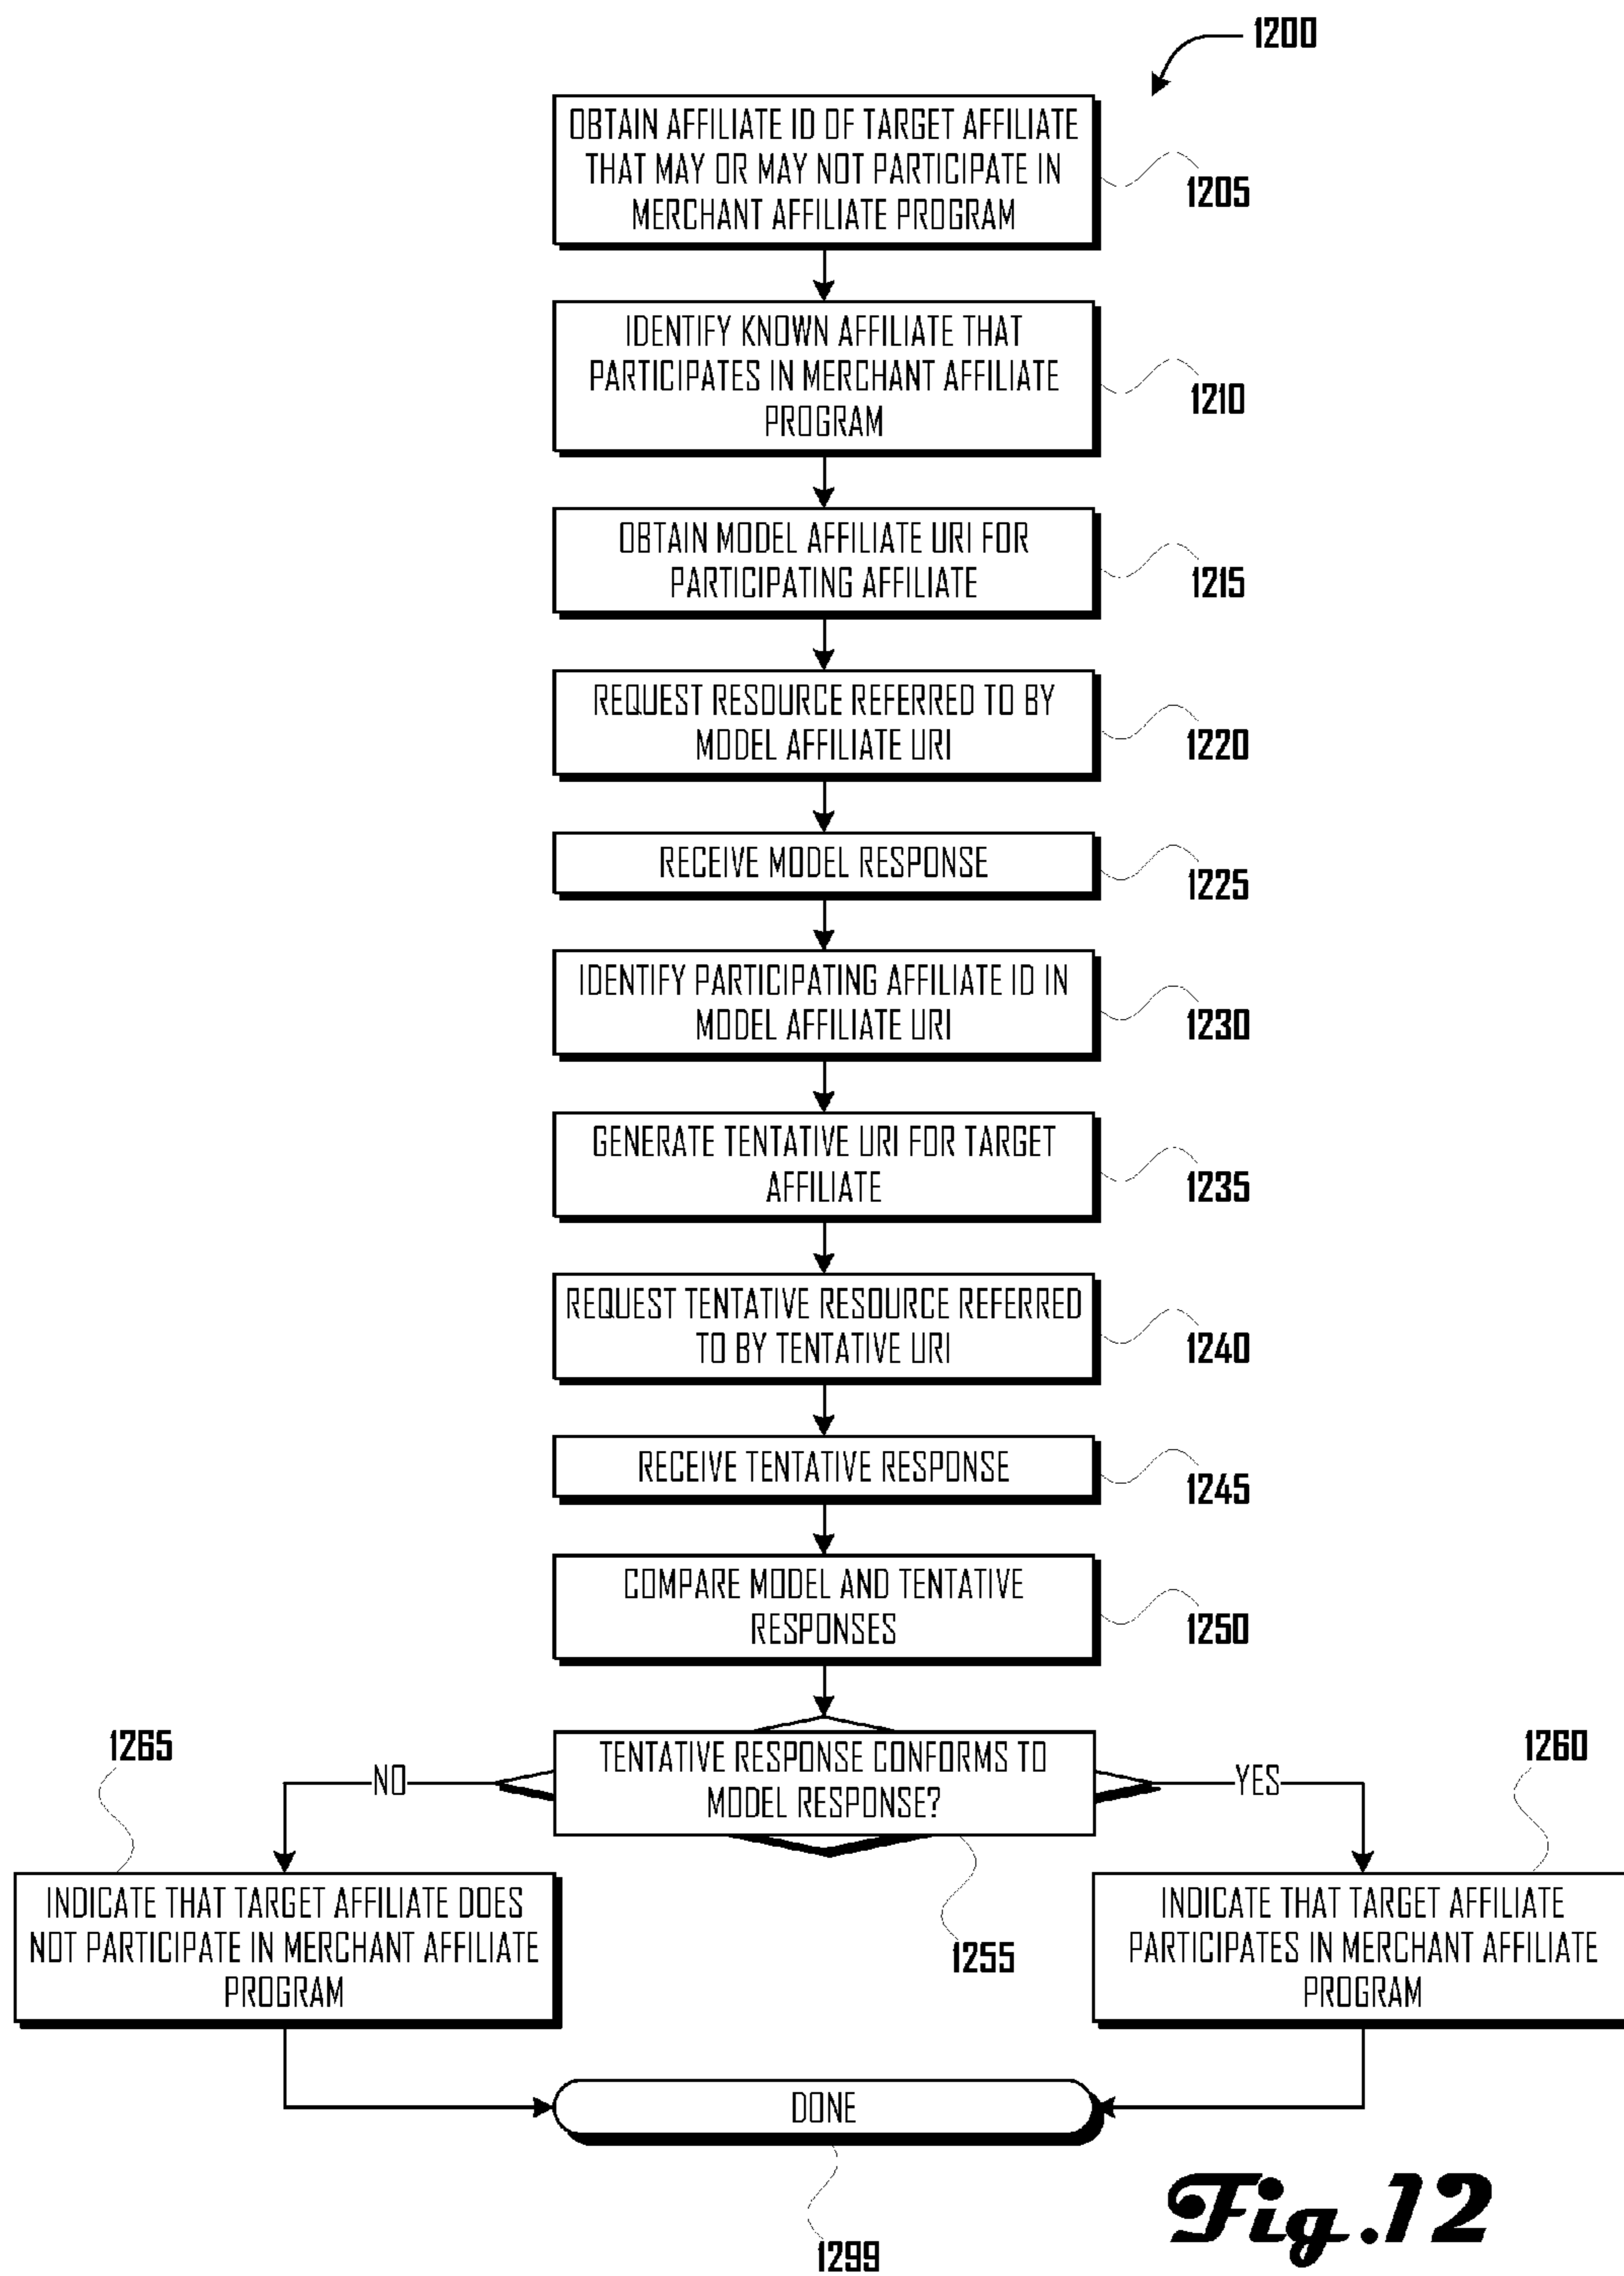 1200
OBTAIN AFFILIATE ID OF TARGET AFFILIATE
THAT MAY OR MAY NOT PARTICIPATE IN
MERCHANT AFFILIATE PROGRAM
1205
IDENTIFY KNOWN AFFILIATE THAT
PARTICIPATES IN MERCHANT AFFILIATE
PROGRAM
1210
OBTAIN MODEL AFFILIATE URI FOR
PARTICIPATING AFFILIATE
1215
REQUEST RESOURCE REFERRED TO BY
MODEL AFFILIATE URI
1220
RECEIVE MODEL RESPONSE
1225
IDENTIFY PARTICIPATING AFFILIATE ID IN
MODEL AFFILIATE URI
1230
GENERATE TENTATIVE URI FOR TARGET
AFFILIATE
1235
REQUEST TENTATIVE RESOURCE REFERRED
TO BY TENTATIVE URI
1240
RECEIVE TENTATIVE RESPONSE
1245
COMPARE MODEL AND TENTATIVE
RESPONSES
1250
TENTATIVE RESPONSE CONFORMS TO
MODEL RESPONSE?
1255
NO
YES
1265
INDICATE THAT TARGET AFFILIATE DOES
NOT PARTICIPATE IN MERCHANT AFFILIATE
PROGRAM
1260
INDICATE THAT TARGET AFFILIATE
PARTICIPATES IN MERCHANT AFFILIATE
PROGRAM
DONE
1299
Fig.12